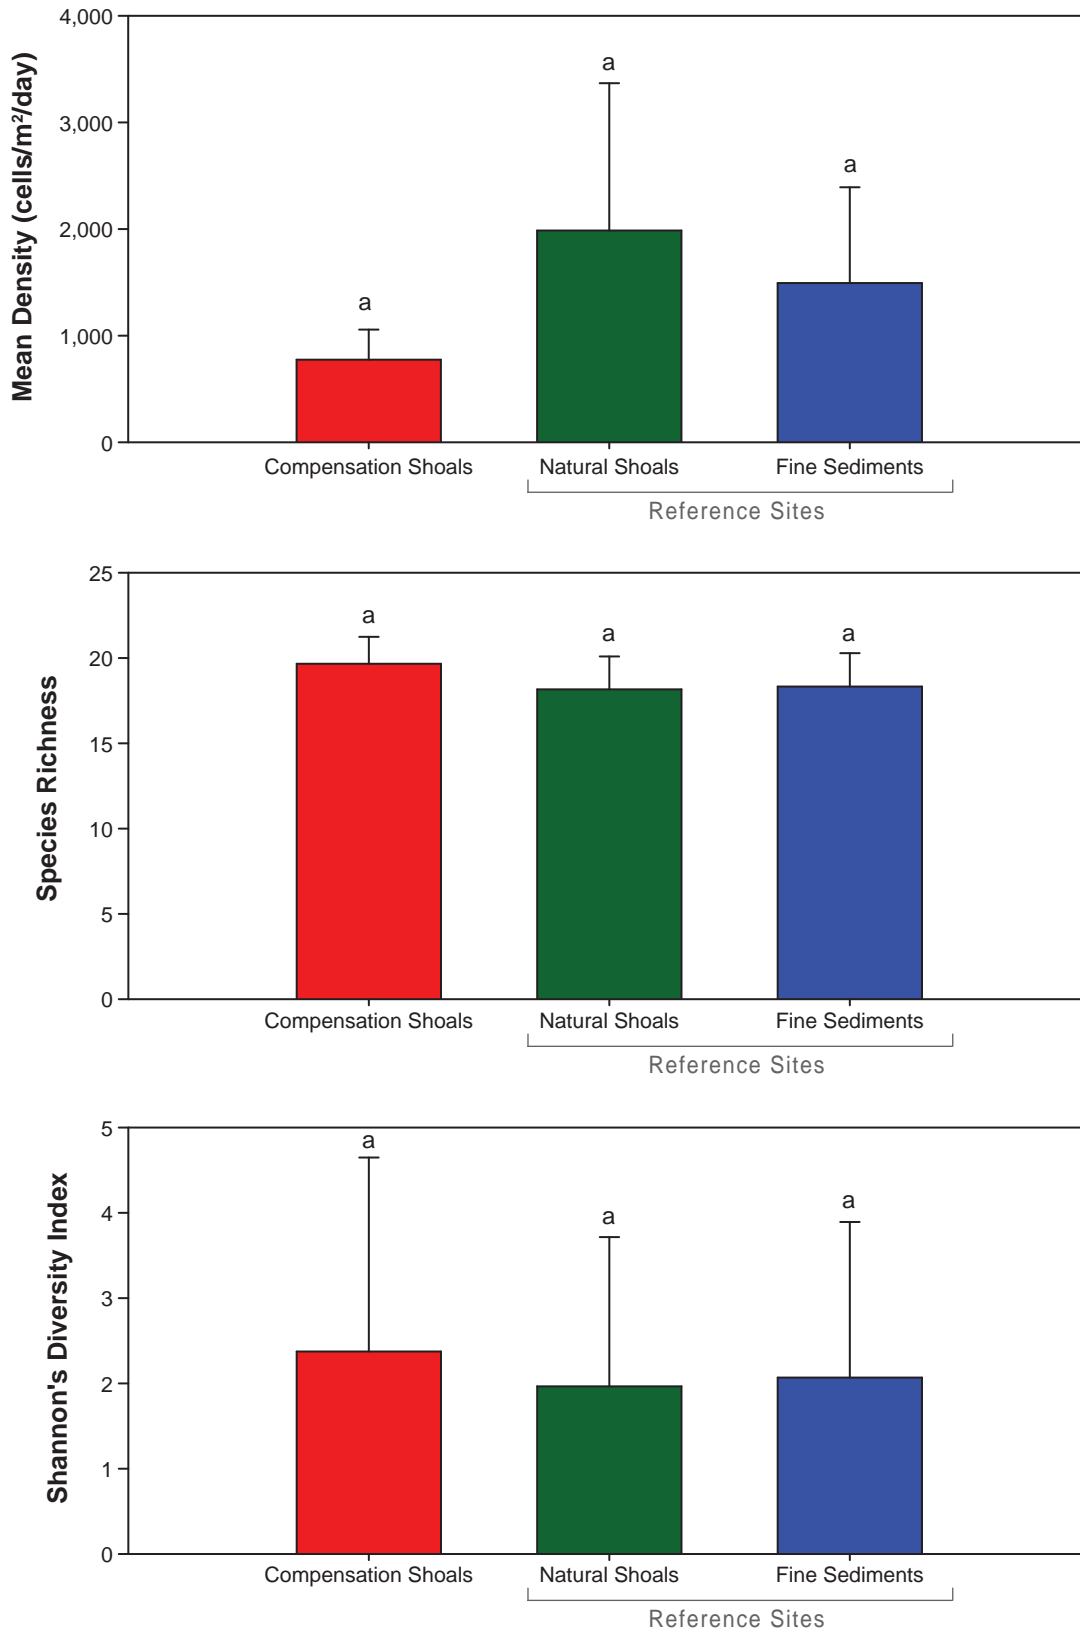 4,000
3,000
2,000
1,000
0
Mean Density (cells/m²/day)
a
a
a
Compensation Shoals
Natural Shoals
Fine Sediments
Reference Sites
25
20
15
10
5
0
Species Richness
a
a
a
Compensation Shoals
Natural Shoals
Fine Sediments
Reference Sites
5
4
3
2
1
0
Shannon's Diversity Index
a
a
a
Compensation Shoals
Natural Shoals
Fine Sediments
Reference Sites